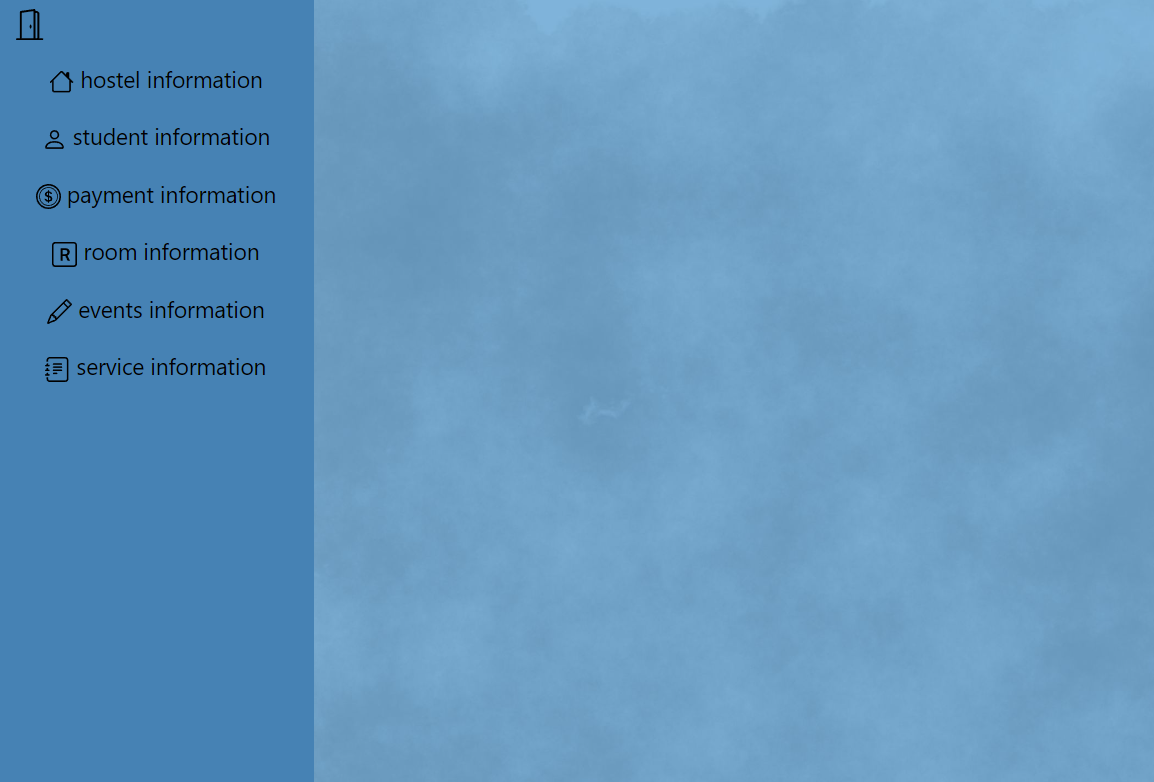 hostel information
student information
$ payment information
R room information
events information
service information